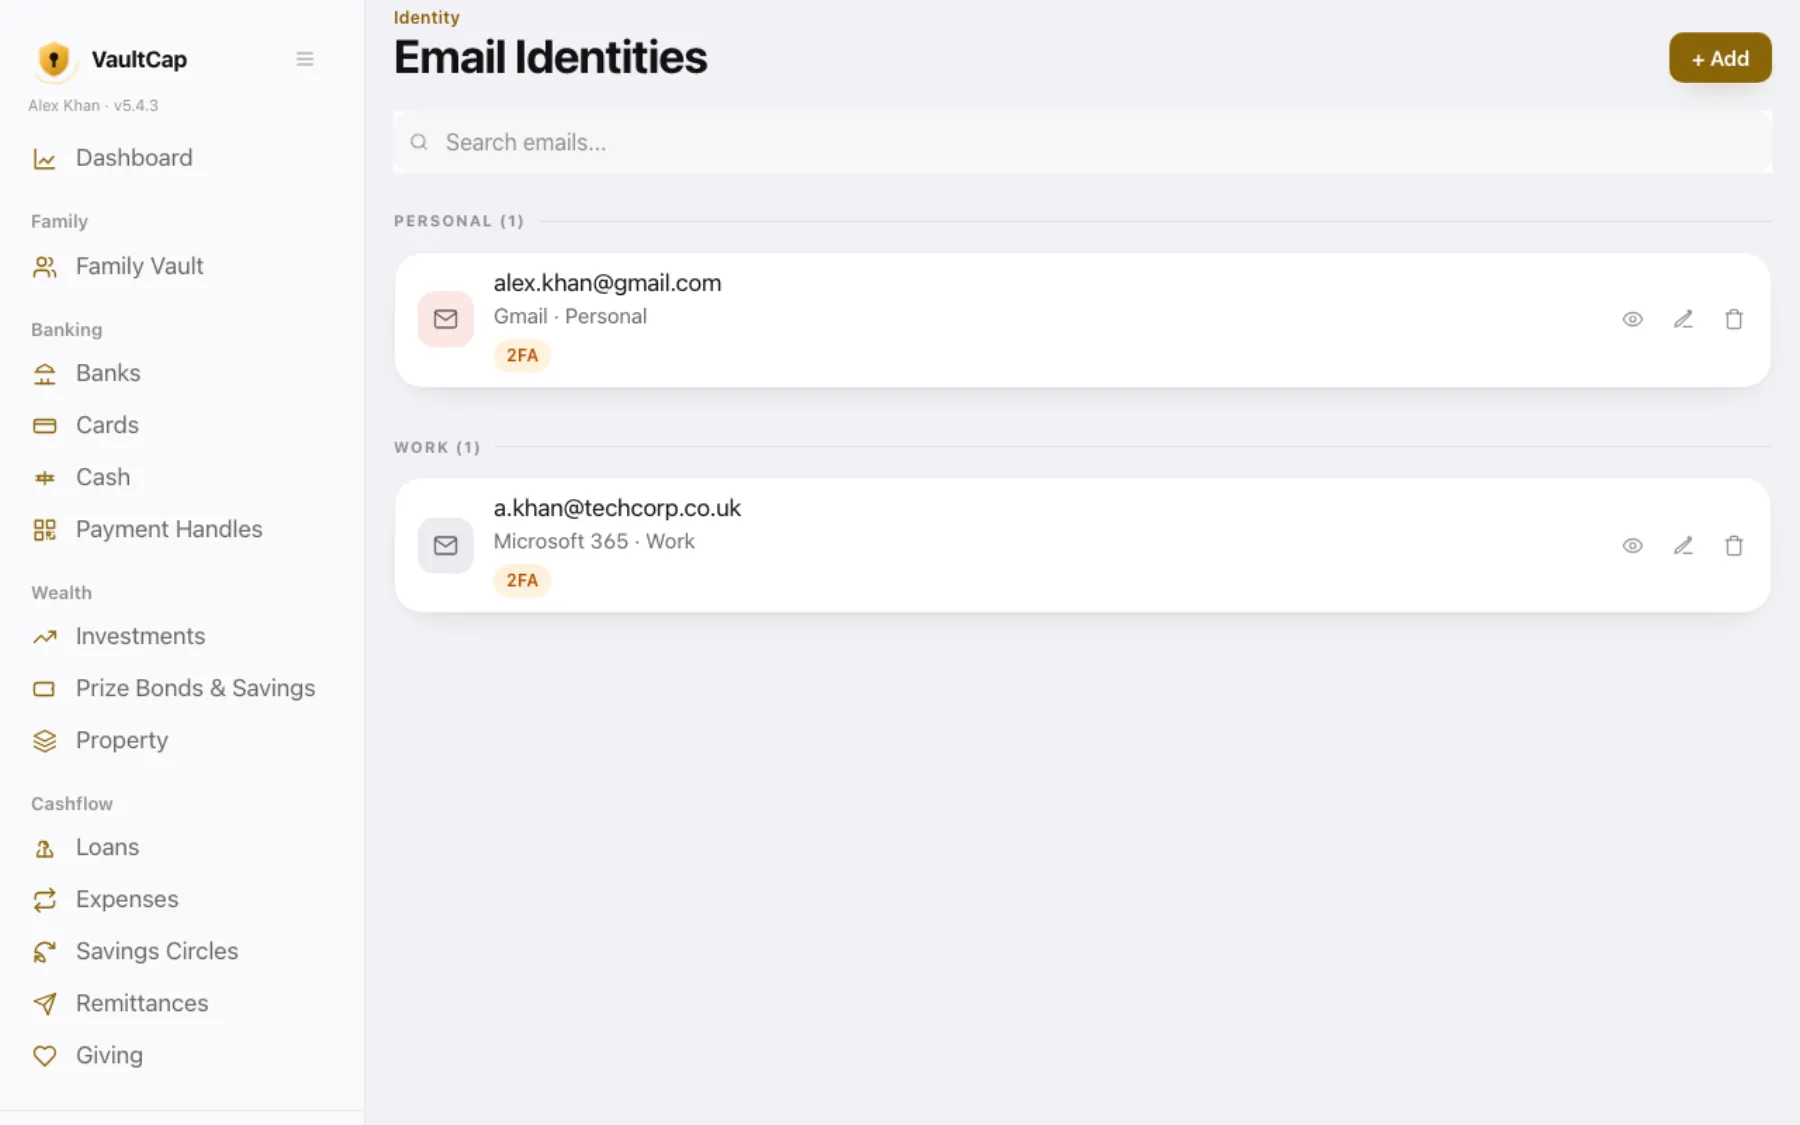 VaultCap
Alex Khan · v5.4.3
Dashboard
Family
Family Vault
Banking
Banks
Cards
Cash
Payment Handles
Wealth
Investments
Prize Bonds & Savings
Property
Cashflow
Loans
Expenses
Savings Circles
Remittances
Giving
Identity
Email Identities
+ Add
Search emails...
PERSONAL (1)
alex.khan@gmail.com
Gmail · Personal
2FA
WORK (1)
a.khan@techcorp.co.uk
Microsoft 365 · Work
2FA